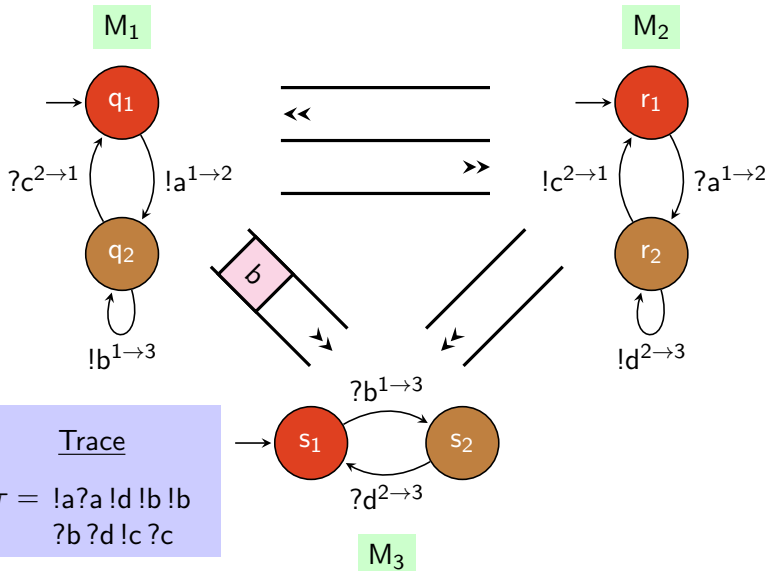 M₁ M₂
q₁ r₁
?c²→¹ !a¹→² !c²→¹ ?a¹→²
q₂ b r₂
!b¹→³ !d²→³
?b¹→³
s₁ s₂
Trace
= !a?a !d !b !b
?d²→³
?b ?d !c ?c
M₃